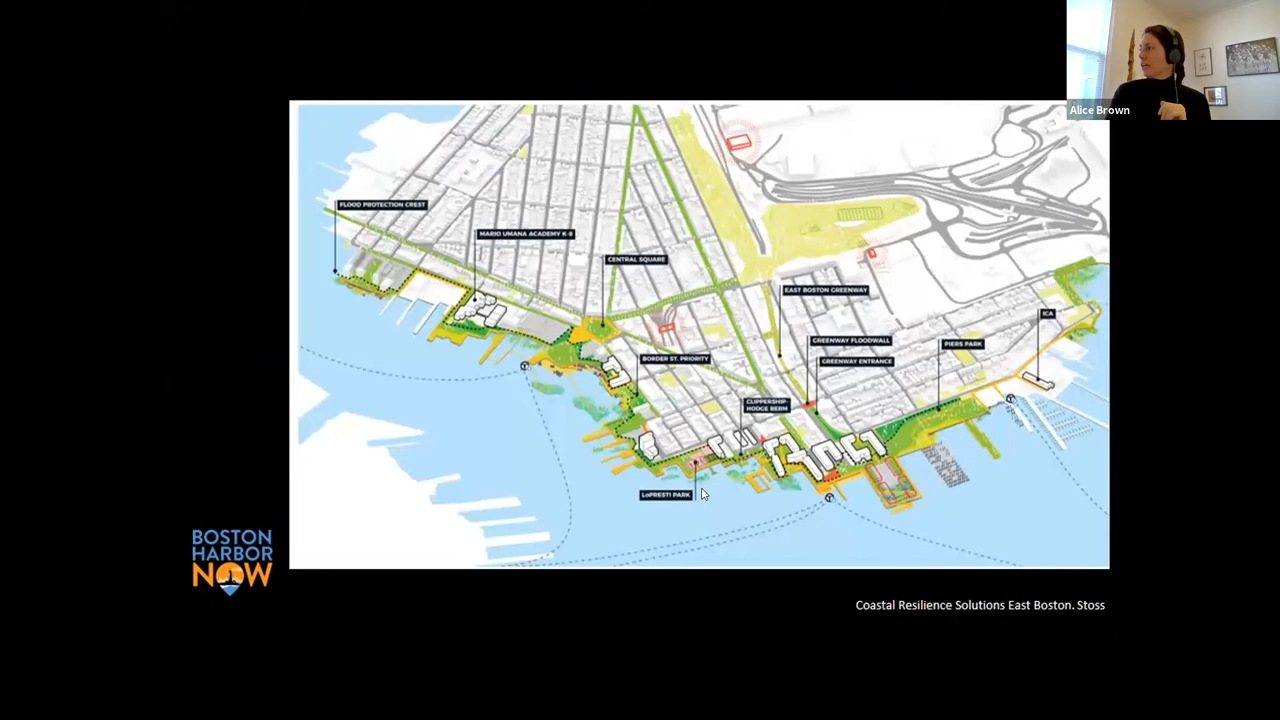 Alice Brown
FLOOD PROTECTION CREST
MARIO UMANA ACADEMY K-8
CENTRAL SQUARE
EAST BOSTON GREENWAY
ICA
GREENWAY FLOODWALL
PIERS PARK
BORDER ST. PRIORITY
GREENWAY ENTRANCE
CLIPPERSHIP-
HODGE BERM
LoPRESTI PARK
BOSTON
HARBOR
NOW
Coastal Resilience Solutions East Boston. Stoss